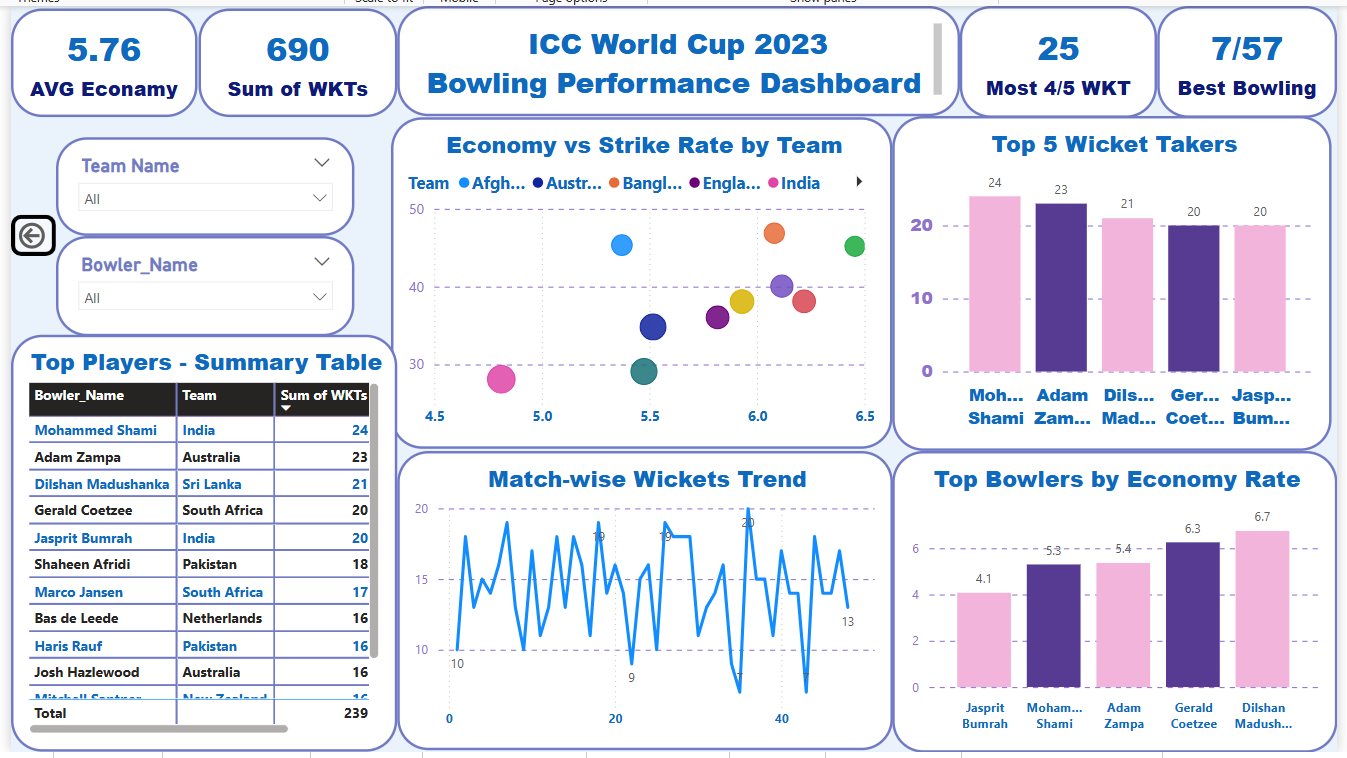 5.76
AVG Econamy
690
Sum of WKTs
ICC World Cup 2023
Bowling Performance Dashboard
25
Most 4/5 WKT
7/57
Best Bowling
Team Name
All
Bowler_Name
All
Top Players - Summary Table
Bowler_Name Team Sum of WKTs
Mohammed Shami India 24
Adam Zampa Australia 23
Dilshan Madushanka Sri Lanka 21
Gerald Coetzee South Africa 20
Jasprit Bumrah India 20
Shaheen Afridi Pakistan 18
Marco Jansen South Africa 17
Bas de Leede Netherlands 16
Haris Rauf Pakistan 16
Josh Hazlewood Australia 16
Total 239
Economy vs Strike Rate by Team
Team Afgh... Austr... Bangl... Engla... India
50
40
30
4.5 5.0 5.5 6.0 6.5
Top 5 Wicket Takers
24 23 21 20 20
20
10
0
Moh... Adam Dils... Ger... Jasp...
Shami Zam... Mad... Coet... Bum...
Match-wise Wickets Trend
20
15
10
20
19 19
10
9
13
0 20 40
Top Bowlers by Economy Rate
4.1 5.3 5.4 6.3 6.7
6
4
2
0
Jasprit Moham... Adam Gerald Dilshan
Bumrah Shami Zampa Coetzee Madush...